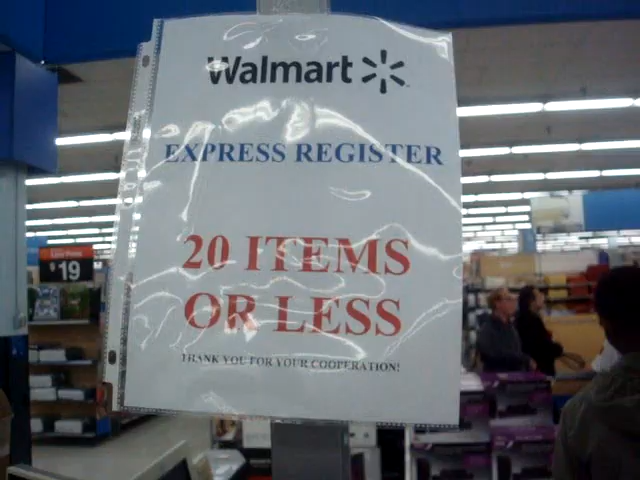 Walmart
EXPRESS REGISTER
20 ITEMS
OR LESS
THANK YOU FOR YOUR COOPERATION!
$19